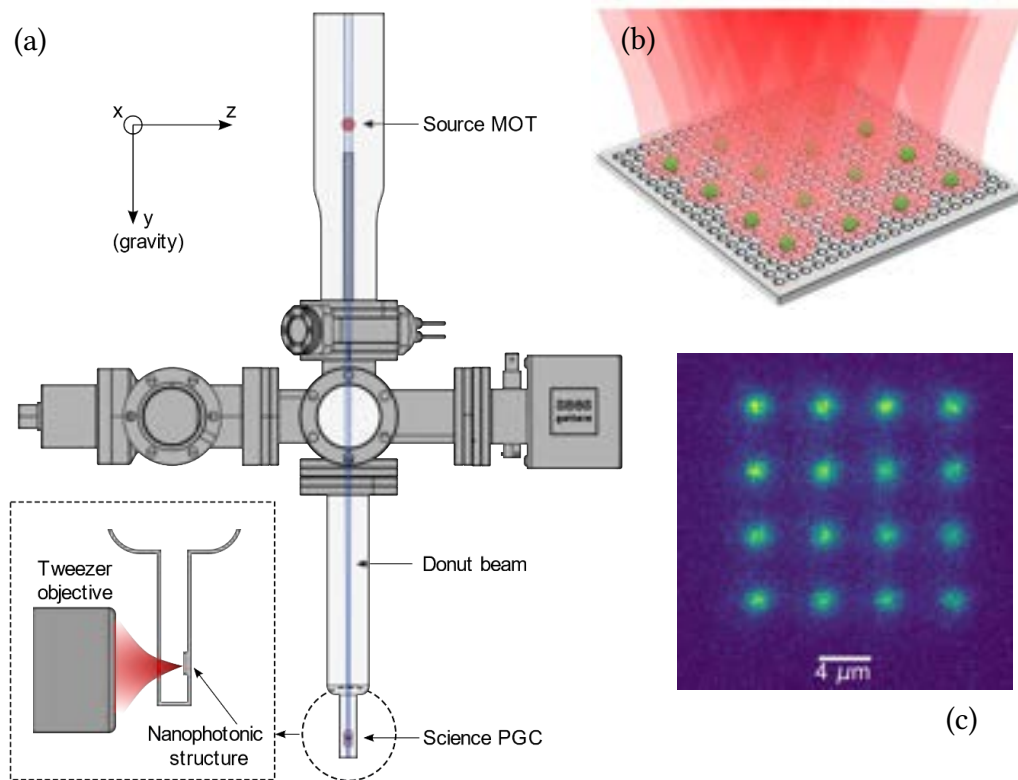 (a)
(b)
x
z
y
(gravity)
Source MOT
Donut beam
Tweezer
objective
Nanophotonic
structure
Science PGC
4 µm
(c)